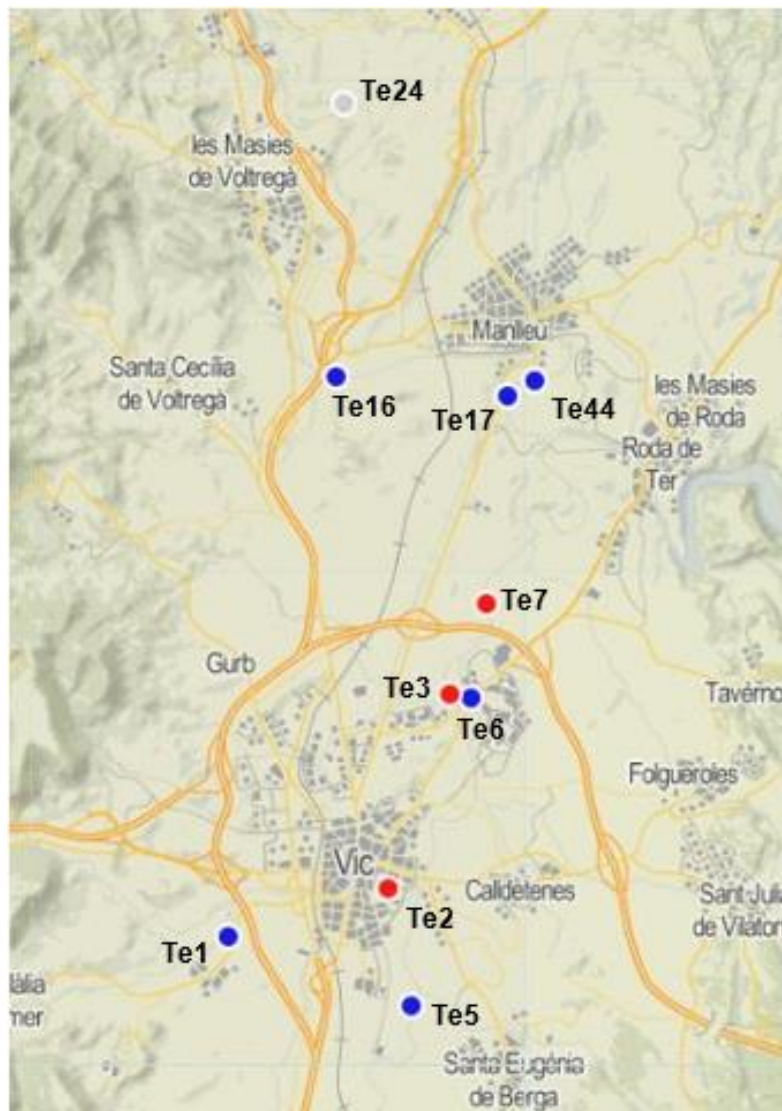 Te24
les Masies
de Voltregà
Manlleu
Santa Cecília
de Voltregà
Te16
Te17
Te44
les Masies
de Roda
Roda de
Ter
Te7
Gurb
Te3
Te6
Tavèrno
Folgueroles
Vic
Calldetenes
Te2
Sant Julià
de Vilator
Te1
Te5
làlia
mer
Santa Eugènia
de Berga